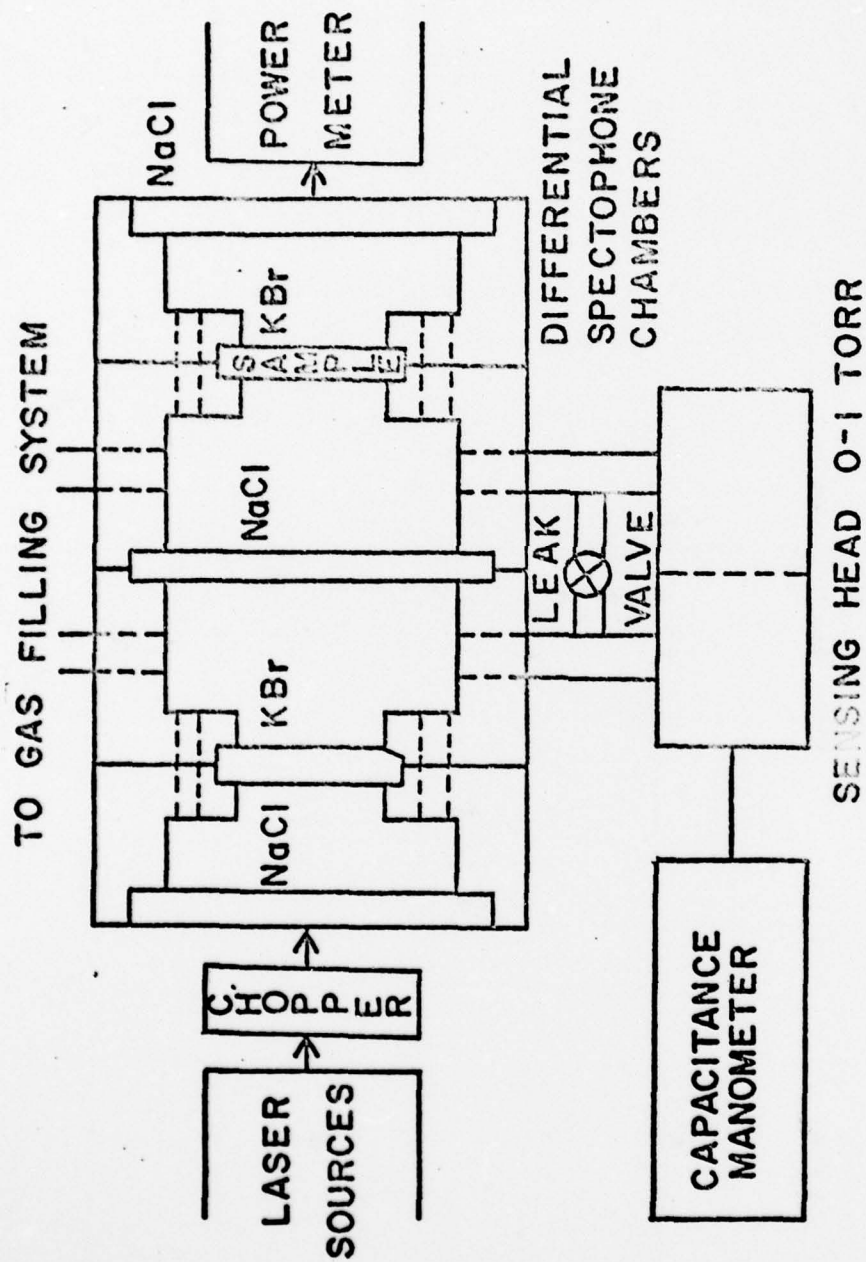 TO GAS FILLING SYSTEM
LASER
SOURCES
CHOPPER
NaCl
KBr
NaCl
KBr
SAMPLE
NaCl
POWER
METER
LEAK
VALVE
DIFFERENTIAL
SPECTOPHONE
CHAMBERS
CAPACITANCE
MANOMETER
SENSING HEAD 0-1 TORR